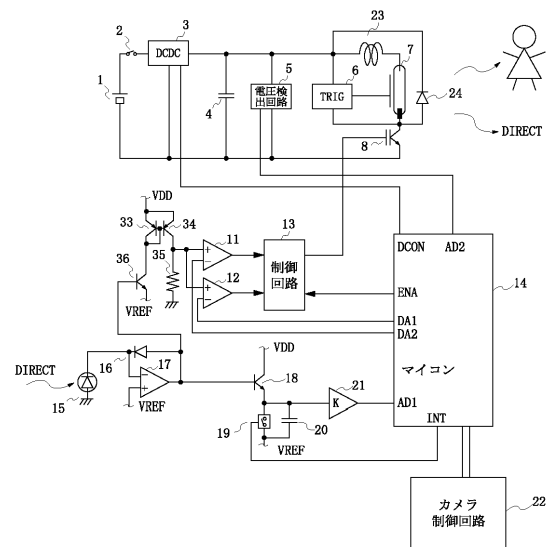 23
3
2
DCDC
7
5
6
1
電圧検
出回路
TRIG
4
24
DIRECT
8
VDD
33
34
11
13
DCON
AD2
36
35
12
制御
回路
14
VREF
ENA
DA1
DA2
16
17
VDD
マイコン
DIRECT
18
21
15
VREF
K
AD1
19
20
INT
VREF
カメラ
制御回路
22